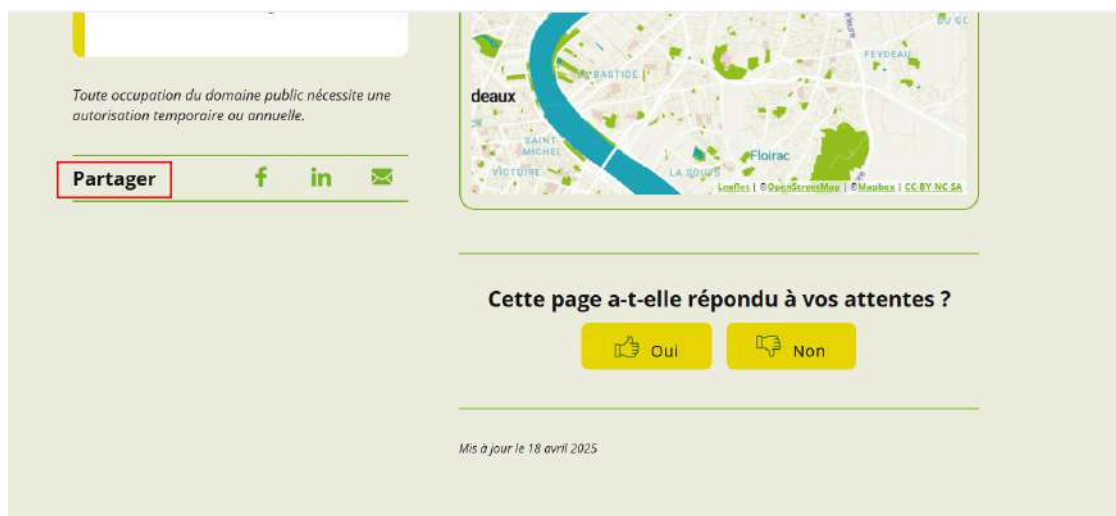 Toute occupation du domaine public nécessite une
autorisation temporaire ou annuelle.
Partager
f in
BASTIDE
FEYDEAU
deaux
SAINT
MICHEL
VICTOIRE
Floirac
LA SOUYS
Leaflet | ©OpenStreetMap | ©Mapbox | CC-BY-NC-SA
Cette page a-t-elle répondu à vos attentes ?
Oui
Non
Mis à jour le 18 avril 2025